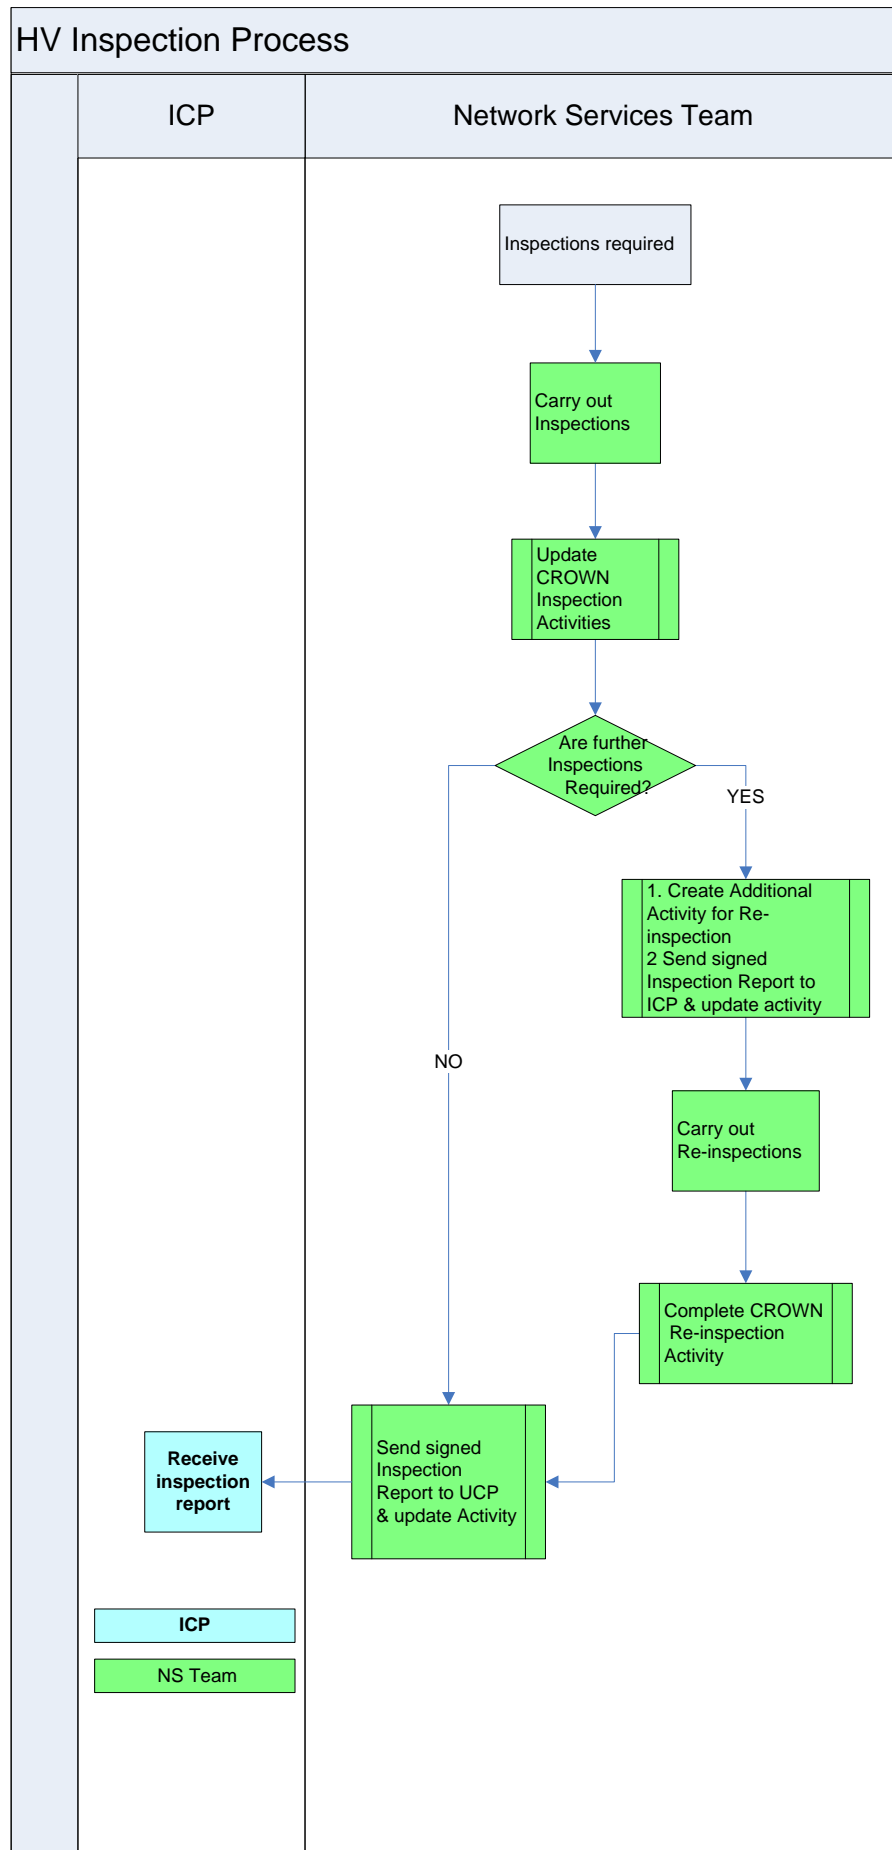 HV Inspection Process
ICP
Network Services Team
Inspections required
Carry out
Inspections
Update
CROWN
Inspection
Activities
Are further
Inspections
Required?
YES
1. Create Additional
Activity for Re-
inspection
2 Send signed
Inspection Report to
ICP & update activity
NO
Carry out
Re-inspections
Complete CROWN
Re-inspection
Activity
Send signed
Inspection
Report to UCP
& update Activity
Receive
inspection
report
ICP
NS Team